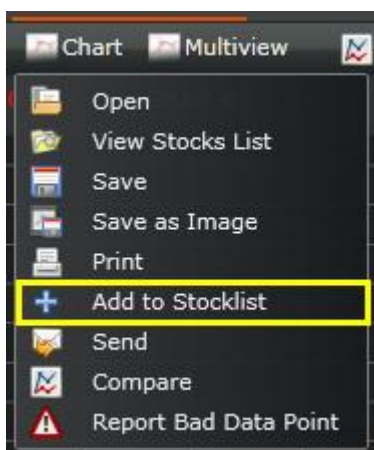 Chart Multiview
Open
View Stocks List
Save
Save as Image
Print
Add to Stocklist
Send
Compare
Report Bad Data Point